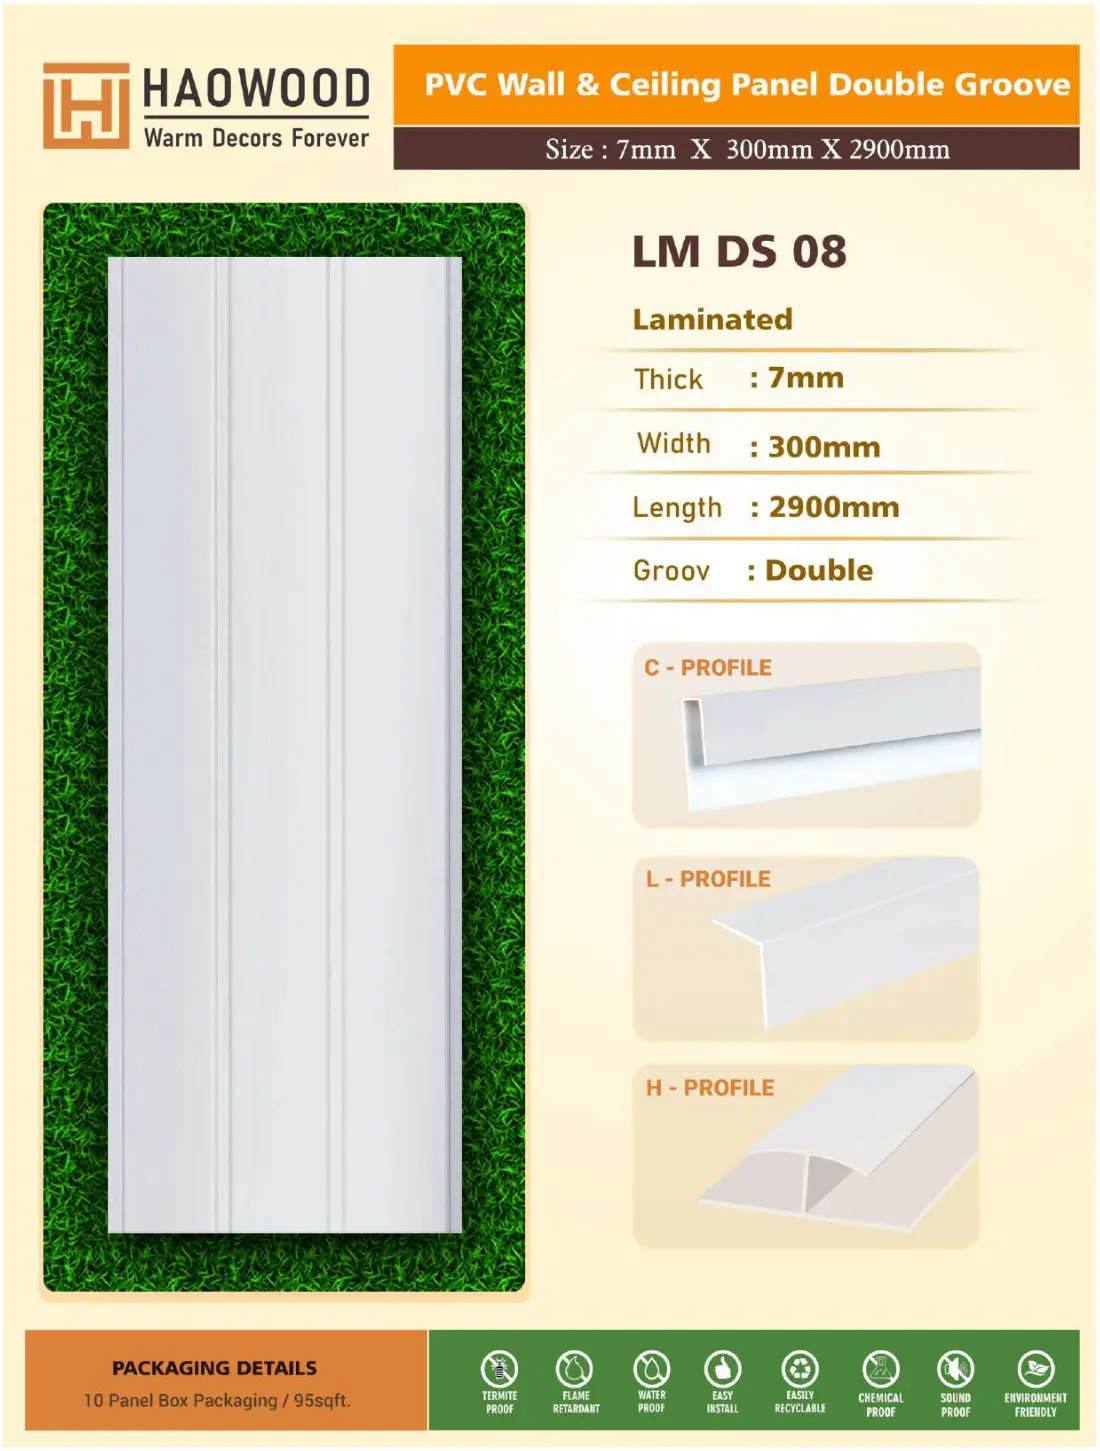 HAOWOOD
Warm Decors Forever
PVC Wall & Ceiling Panel Double Groove
Size : 7mm X 300mm X 2900mm
LM DS 08
Laminated
Thick : 7mm
Width : 300mm
Length : 2900mm
Groov : Double
C - PROFILE
L - PROFILE
H - PROFILE
PACKAGING DETAILS
10 Panel Box Packaging / 95sqft.
TERMITE
PROOF
FLAME
RETARDANT
WATER
PROOF
EASY
INSTALL
EASILY
RECYCLABLE
CHEMICAL
PROOF
SOUND
PROOF
ENVIRONMENT
FRIENDLY